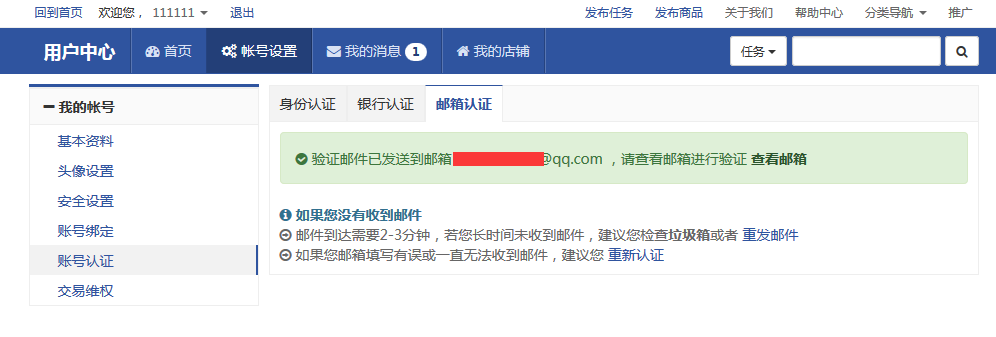 回到首页 欢迎您， 111111 退出 发布任务 发布商品 关于我们 帮助中心 分类导航 推广
用户中心 首页 帐号设置 我的消息 1 我的店铺 任务
我的帐号
基本资料
头像设置
安全设置
账号绑定
账号认证
交易维权
身份认证 银行认证 邮箱认证
验证邮件已发送到邮箱 @qq.com ，请查看邮箱进行验证 查看邮箱
如果您没有收到邮件
邮件到达需要2-3分钟，若您长时间未收到邮件，建议您检查垃圾箱或者 重发邮件
如果您邮箱填写有误或一直无法收到邮件，建议您 重新认证